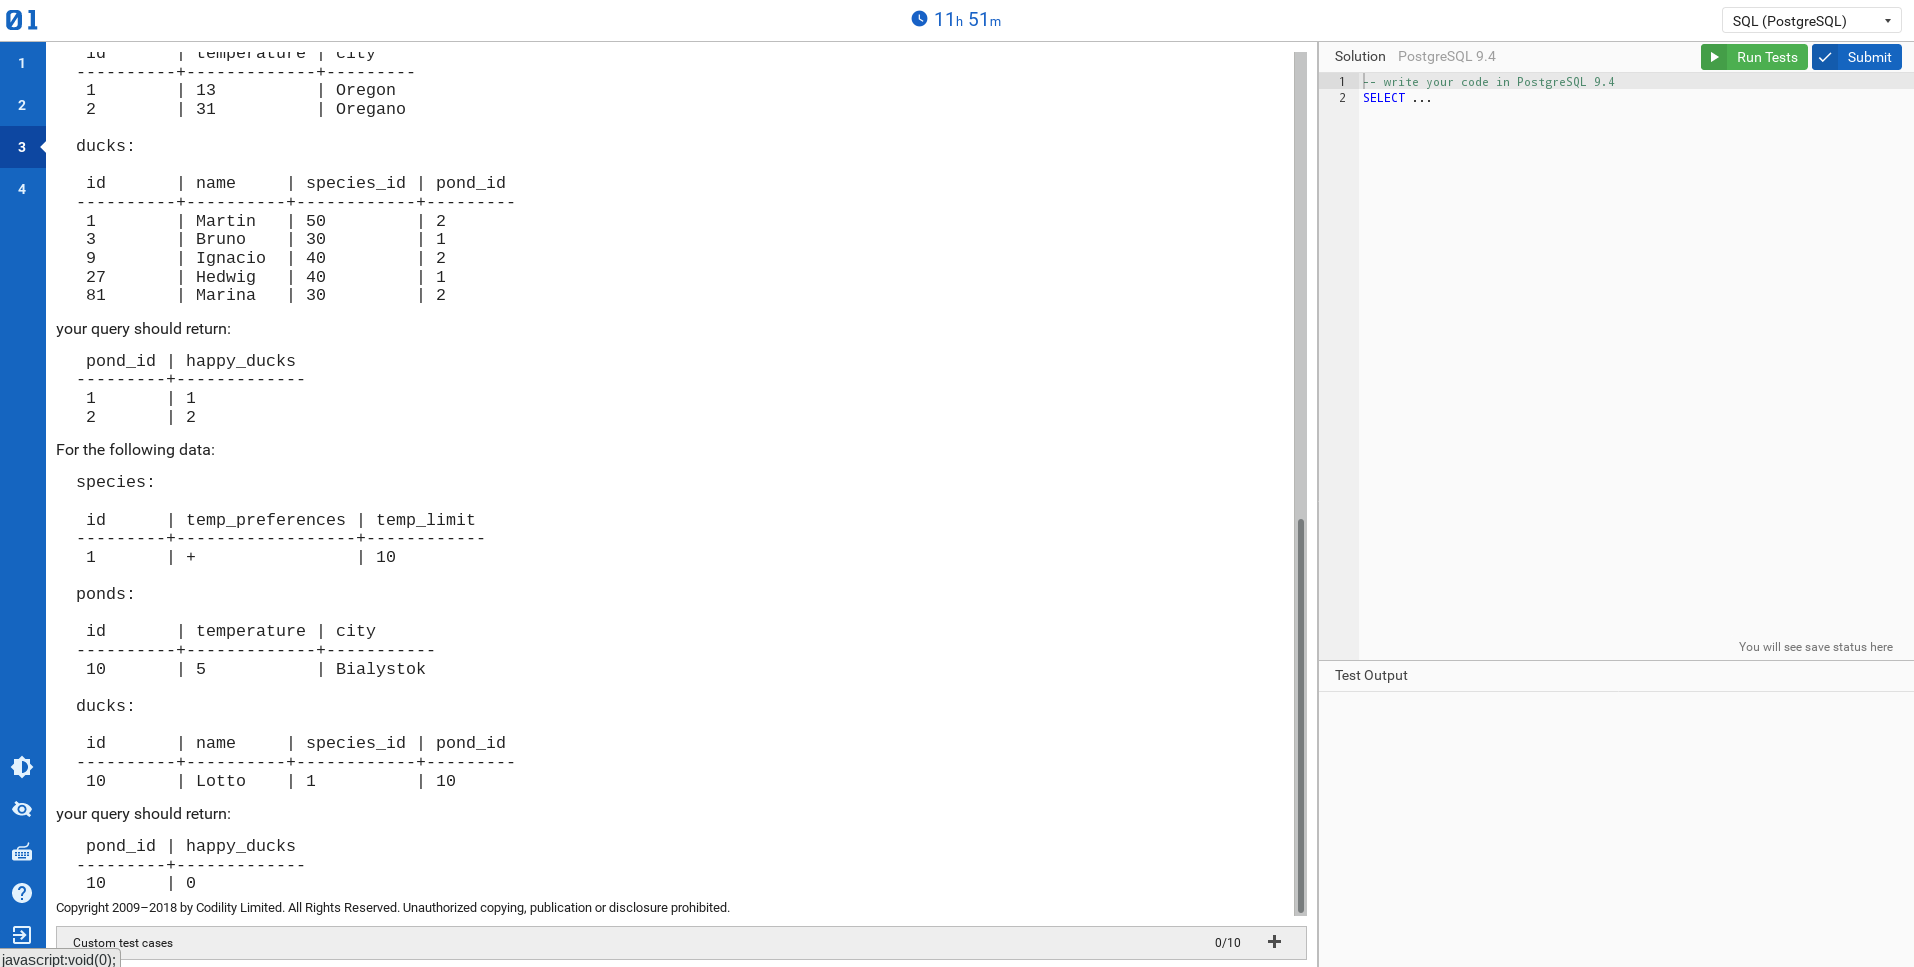 01
11h 51m
SQL (PostgreSQL)
1
2
3
4
id | temperature | city
----------+-------------+---------
1 | 13 | Oregon
2 | 31 | Oregano
ducks:
id | name | species_id | pond_id
----------+----------+------------+---------
1 | Martin | 50 | 2
3 | Bruno | 30 | 1
9 | Ignacio | 40 | 2
27 | Hedwig | 40 | 1
81 | Marina | 30 | 2
your query should return:
pond_id | happy_ducks
---------+-------------
1 | 1
2 | 2
For the following data:
species:
id | temp_preferences | temp_limit
---------+------------------+------------
1 | + | 10
ponds:
id | temperature | city
----------+-------------+-----------
10 | 5 | Bialystok
ducks:
id | name | species_id | pond_id
----------+----------+------------+---------
10 | Lotto | 1 | 10
your query should return:
pond_id | happy_ducks
---------+-------------
10 | 0
Copyright 2009–2018 by Codility Limited. All Rights Reserved. Unauthorized copying, publication or disclosure prohibited.
Custom test cases 0/10 +
javascript:void(0);
Solution PostgreSQL 9.4 Run Tests Submit
1 -- write your code in PostgreSQL 9.4
2 SELECT ...
You will see save status here
Test Output